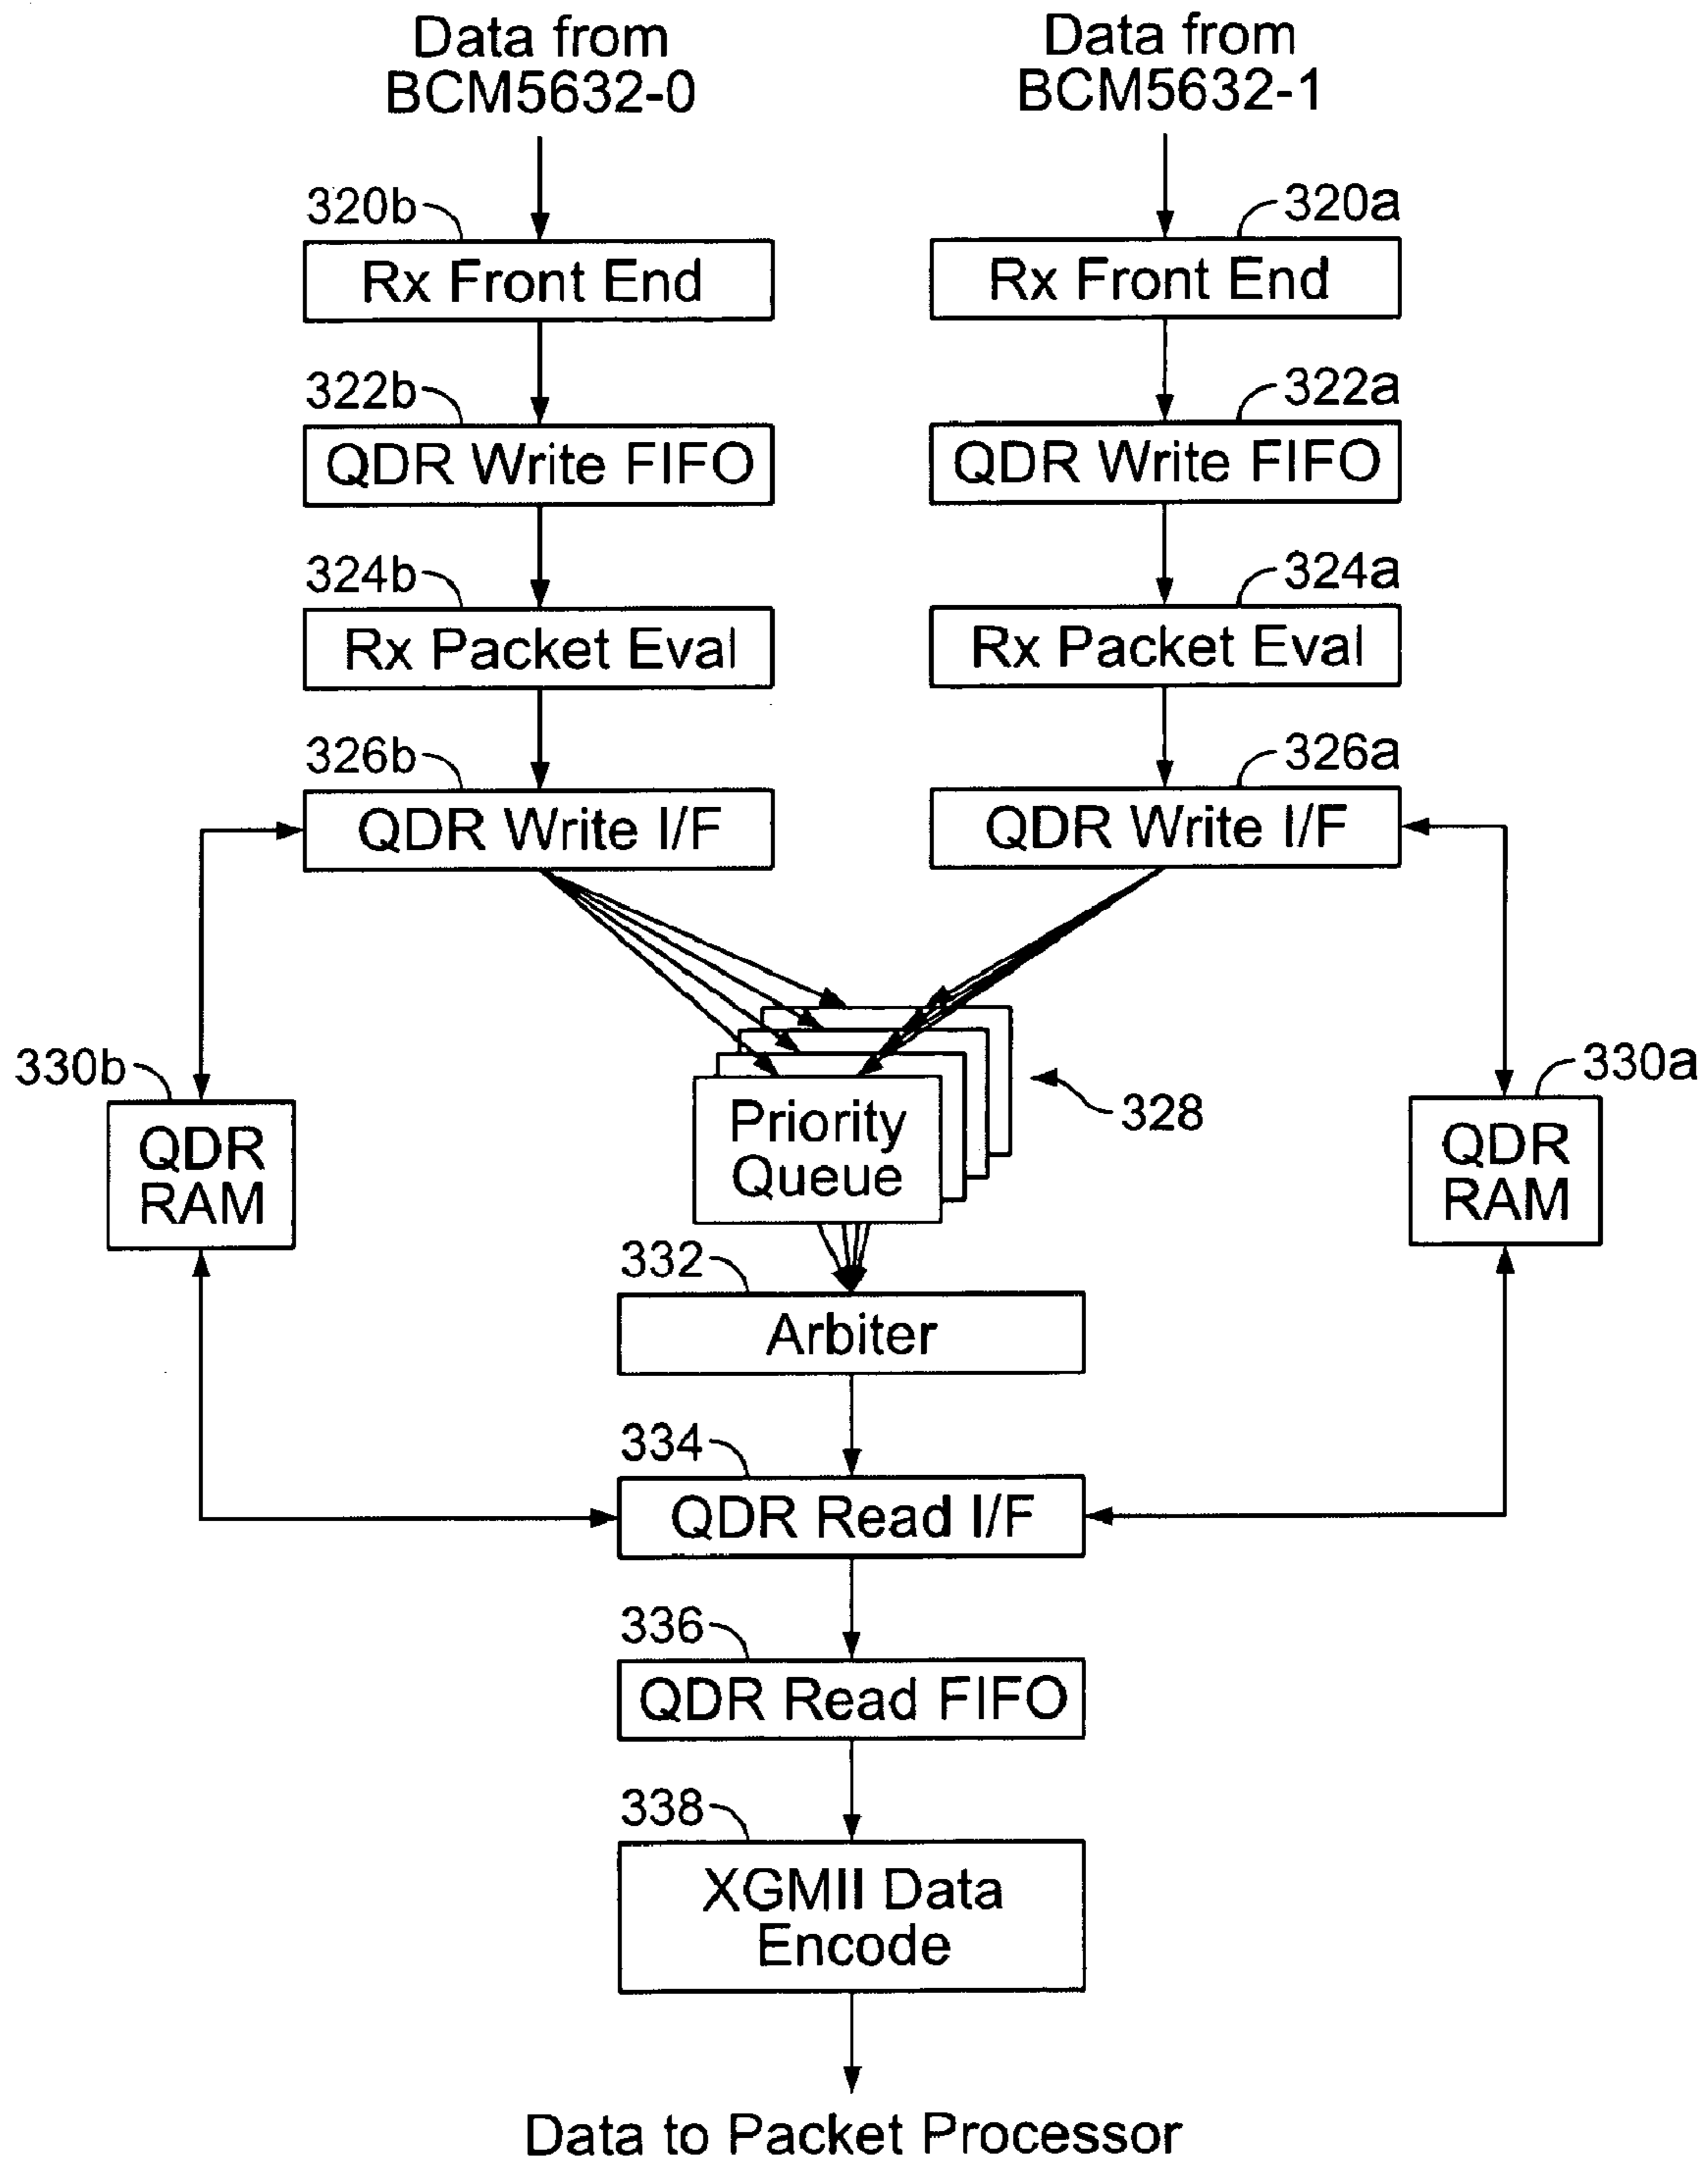 Data from
BCM5632-0
Data from
BCM5632-1
320b
320a
Rx Front End
Rx Front End
322b
322a
QDR Write FIFO
QDR Write FIFO
324b
324a
Rx Packet Eval
Rx Packet Eval
326b
326a
QDR Write I/F
QDR Write I/F
330b
330a
328
Priority
Queue
QDR
RAM
QDR
RAM
332
Arbiter
334
QDR Read I/F
336
QDR Read FIFO
338
XGMII Data
Encode
Data to Packet Processor